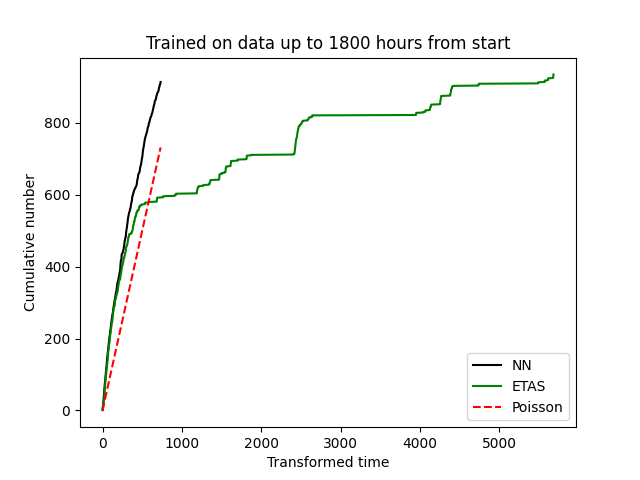 Trained on data up to 1800 hours from start
Cumulative number
800
600
400
200
0
0 1000 2000 3000 4000 5000
Transformed time
NN
ETAS
Poisson